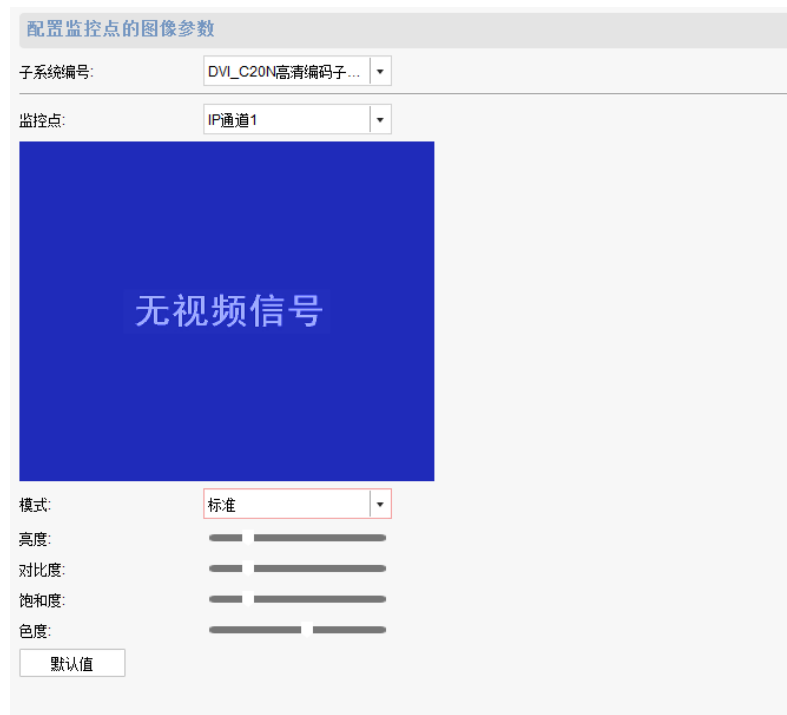 配置监控点的图像参数
子系统编号: DVI_C20N高清编码子...
监控点: IP通道1
无视频信号
模式: 标准
亮度:
对比度:
饱和度:
色度:
默认值